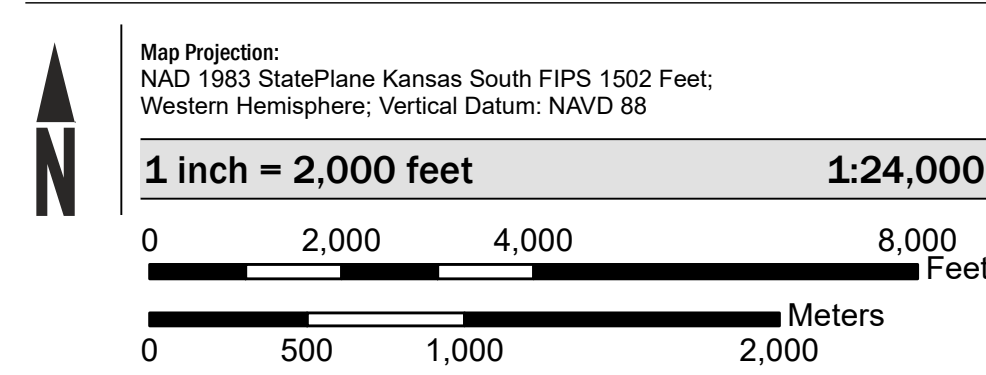 Map Projection:
NAD 1983 StatePlane Kansas South FIPS 1502 Feet;
Western Hemisphere; Vertical Datum: NAVD 88
N
1 inch = 2,000 feet 1:24,000
0 2,000 4,000 8,000
Feet
Meters
0 500 1,000 2,000